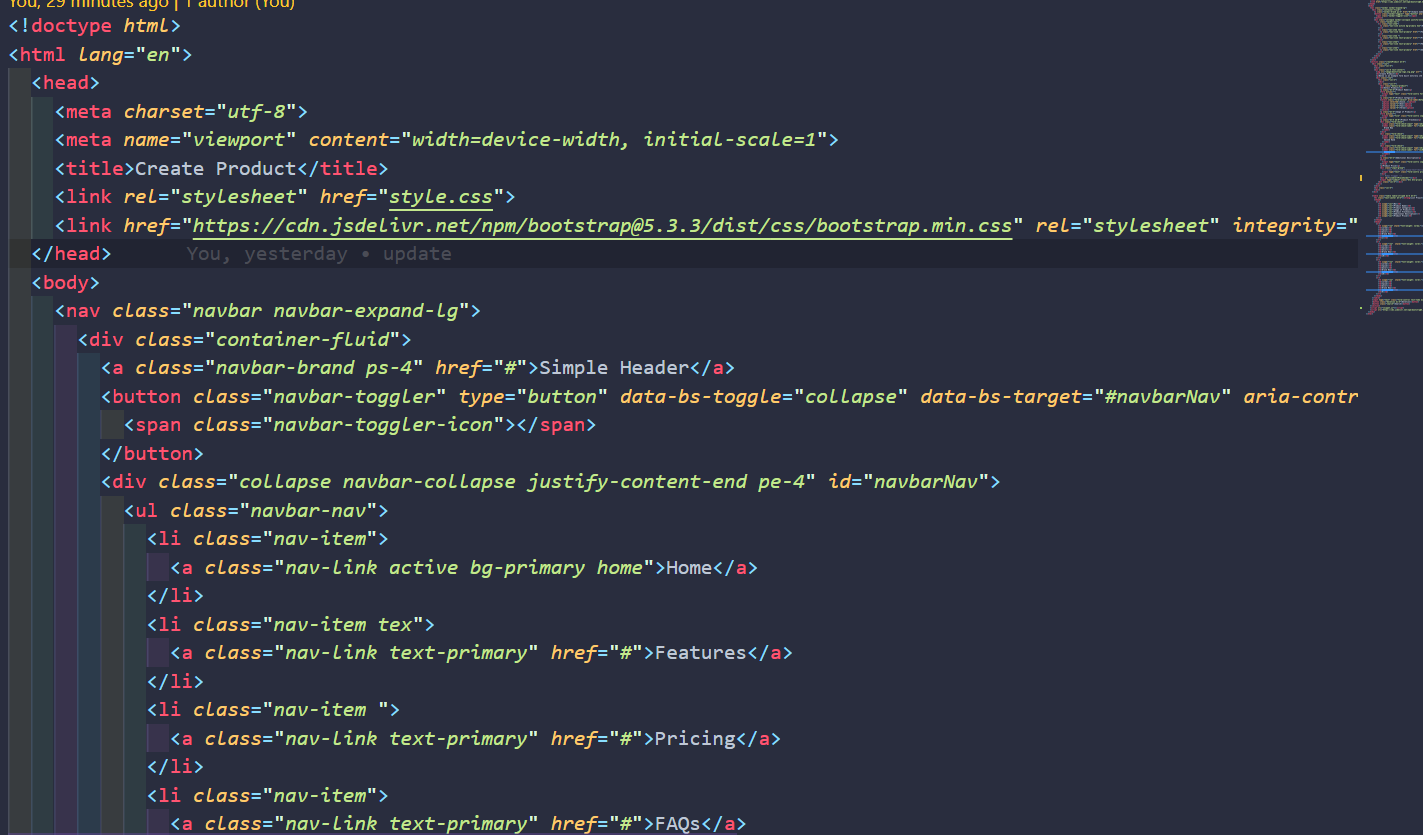 You, 29 minutes ago | 1 author (You)
<!doctype html>
<html lang="en">
<head>
<meta charset="utf-8">
<meta name="viewport" content="width=device-width, initial-scale=1">
<title>Create Product</title>
<link rel="stylesheet" href="style.css">
<link href="https://cdn.jsdelivr.net/npm/bootstrap@5.3.3/dist/css/bootstrap.min.css" rel="stylesheet" integrity="
</head> You, yesterday • update
<body>
<nav class="navbar navbar-expand-lg">
<div class="container-fluid">
<a class="navbar-brand ps-4" href="#">Simple Header</a>
<button class="navbar-toggler" type="button" data-bs-toggle="collapse" data-bs-target="#navbarNav" aria-contr
<span class="navbar-toggler-icon"></span>
</button>
<div class="collapse navbar-collapse justify-content-end pe-4" id="navbarNav">
<ul class="navbar-nav">
<li class="nav-item">
<a class="nav-link active bg-primary home">Home</a>
</li>
<li class="nav-item tex">
<a class="nav-link text-primary" href="#">Features</a>
</li>
<li class="nav-item ">
<a class="nav-link text-primary" href="#">Pricing</a>
</li>
<li class="nav-item">
<a class="nav-link text-primary" href="#">FAQs</a>